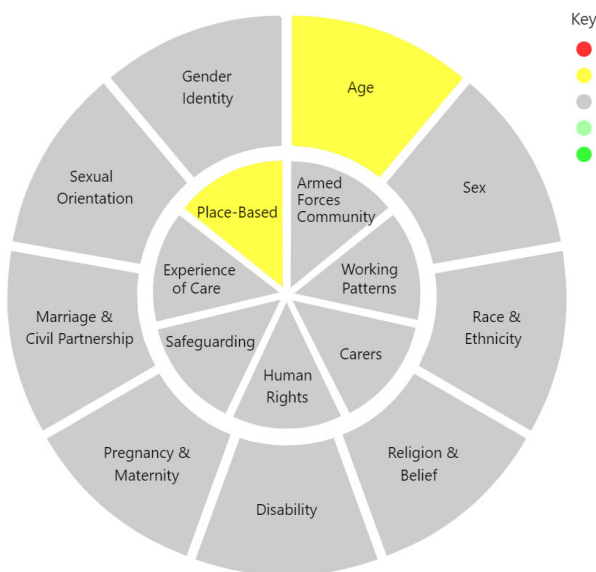 Key
Gender
Identity
Age
Sexual
Orientation
Sex
Place-Based
Armed
Forces
Community
Experience
of Care
Working
Patterns
Marriage &
Civil Partnership
Race &
Ethnicity
Safeguarding
Carers
Human
Rights
Pregnancy &
Maternity
Religion &
Belief
Disability